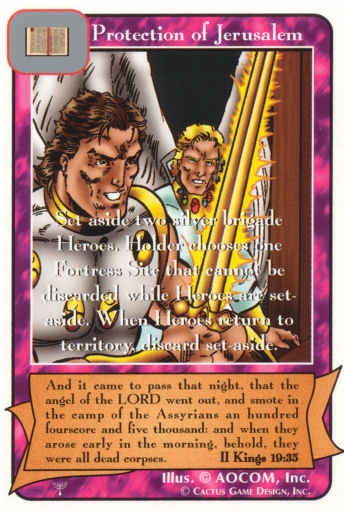 Protection of Jerusalem
Set aside two silver brigade
Heroes. Holder chooses one
Fortress Site that cannot be
discarded while Heroes are set-
aside. When Heroes return to
territory, discard set-aside.
And it came to pass that night, that the
angel of the LORD went out, and smote in
the camp of the Assyrians an hundred
fourscore and five thousand: and when they
arose early in the morning, behold, they
were all dead corpses. II Kings 19:35
Illus. © AOCOM, Inc.
© Cactus Game Design, Inc.